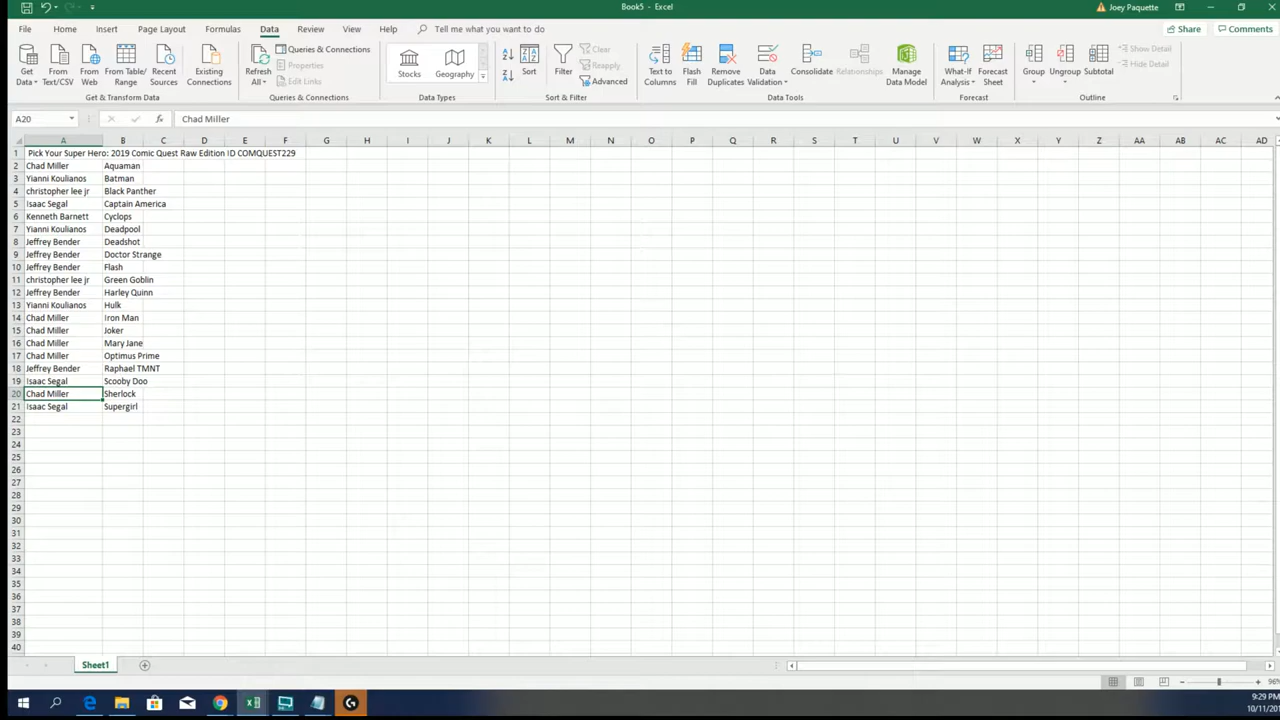 Book5 - Excel
Joey Paquette
File Home Insert Page Layout Formulas Data Review View Help Tell me what you want to do
Share Comments
Get Data
From Text/CSV
From Web
From Table/ Range
Recent Sources
Existing Connections
Get & Transform Data
Refresh All
Queries & Connections
Properties
Edit Links
Queries & Connections
Stocks
Geography
Data Types
Sort
Filter
Clear
Reapply
Advanced
Sort & Filter
Text to Columns
Flash Fill
Remove Duplicates
Data Validation
Consolidate
Relationships
Manage Data Model
Data Tools
What-If Analysis
Forecast Sheet
Forecast
Group
Ungroup
Subtotal
Show Detail
Hide Detail
Outline
A20 fx Chad Miller
A B C D E F G H I J K L M N O P Q R S T U V W X Y Z AA AB AC AD
1 Pick Your Super Hero: 2019 Comic Quest Raw Edition ID COMQUEST229
2 Chad Miller Aquaman
3 Yianni Koulianos Batman
4 christopher lee jr Black Panther
5 Isaac Segal Captain America
6 Kenneth Barnett Cyclops
7 Yianni Koulianos Deadpool
8 Jeffrey Bender Deadshot
9 Jeffrey Bender Doctor Strange
10 Jeffrey Bender Flash
11 christopher lee jr Green Goblin
12 Jeffrey Bender Harley Quinn
13 Yianni Koulianos Hulk
14 Chad Miller Iron Man
15 Chad Miller Joker
16 Chad Miller Mary Jane
17 Chad Miller Optimus Prime
18 Jeffrey Bender Raphael TMNT
19 Isaac Segal Scooby Doo
20 Chad Miller Sherlock
21 Isaac Segal Supergirl
22
23
24
25
26
27
28
29
30
31
32
33
34
35
36
37
38
39
40
Sheet1
96%
9:29 PM
10/11/20